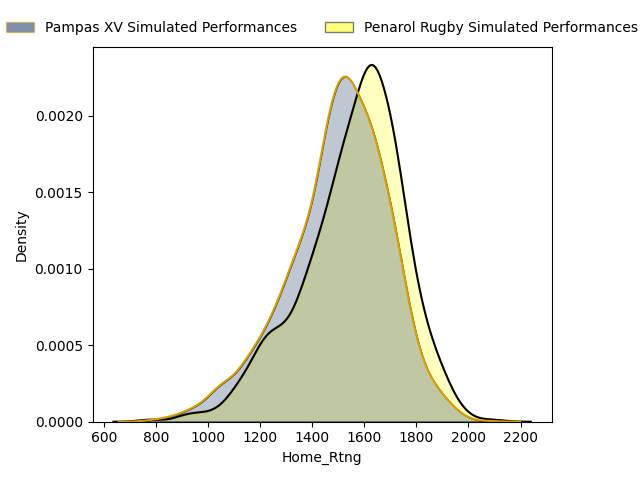 Pampas XV Simulated Performances
Penarol Rugby Simulated Performances
0.0020
0.0015
0.0010
0.0005
0.0000
Density
600 800 1000 1200 1400 1600 1800 2000 2200
Home_Rtng